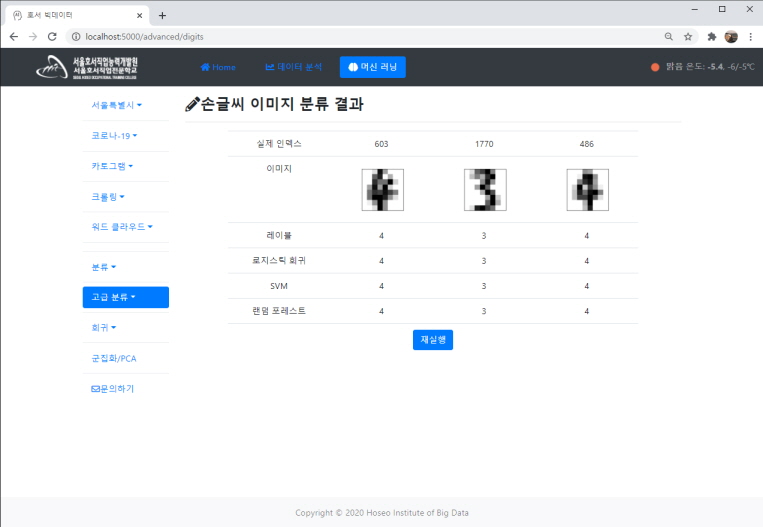 호서 빅데이터
localhost:5000/advanced/digits
서울호서직업능력개발원
서울호서직업전문학교
Home
데이터 분석
머신 러닝
맑음 온도: -5.4, -6/-5℃
서울특별시
코로나-19
카토그램
크롤링
워드 클라우드
분류
고급 분류
회귀
군집화/PCA
문의하기
손글씨 이미지 분류 결과
실제 인덱스 603 1770 486
이미지
레이블 4 3 4
로지스틱 회귀 4 3 4
SVM 4 3 4
랜덤 포레스트 4 3 4
재실행
Copyright © 2020 Hoseo Institute of Big Data